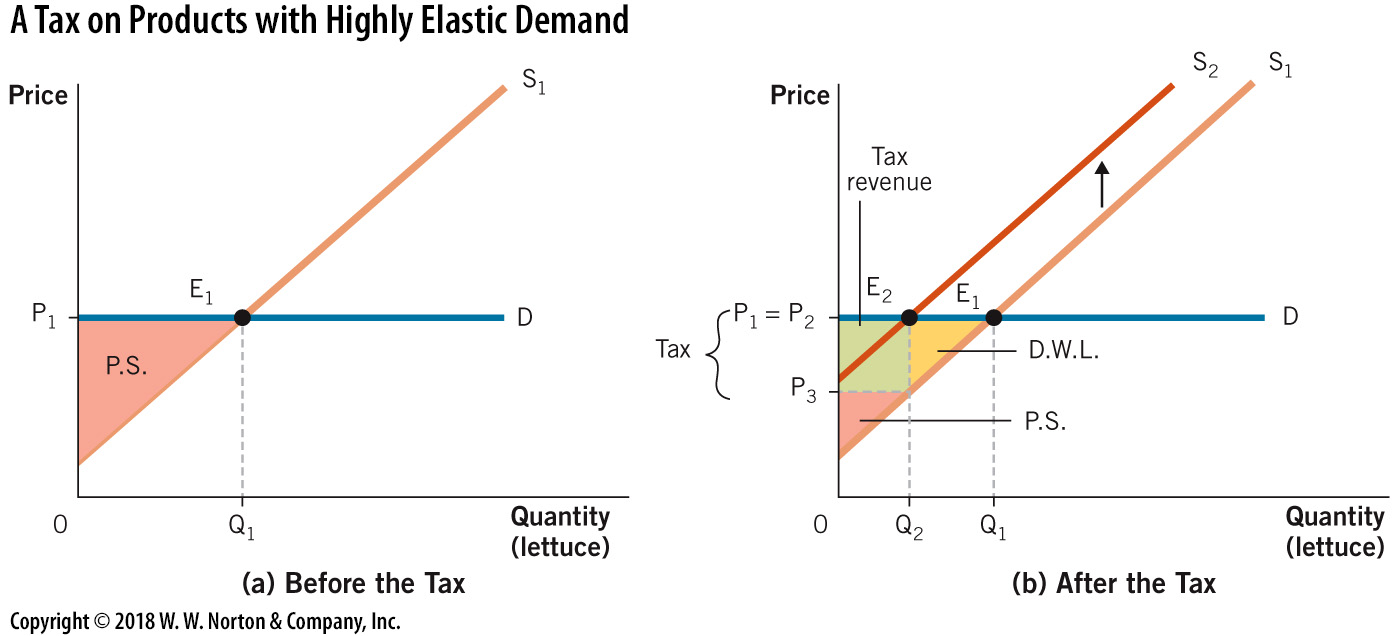 A Tax on Products with Highly Elastic Demand
Price
S₁
E₁
P₁
D
P.S.
0
Q₁
Quantity
(lettuce)
(a) Before the Tax
Price
S₂
S₁
Tax
revenue
E₂
E₁
P₁ = P₂
D
Tax
D.W.L.
P₃
P.S.
0
Q₂
Q₁
Quantity
(lettuce)
(b) After the Tax
Copyright © 2018 W. W. Norton & Company, Inc.